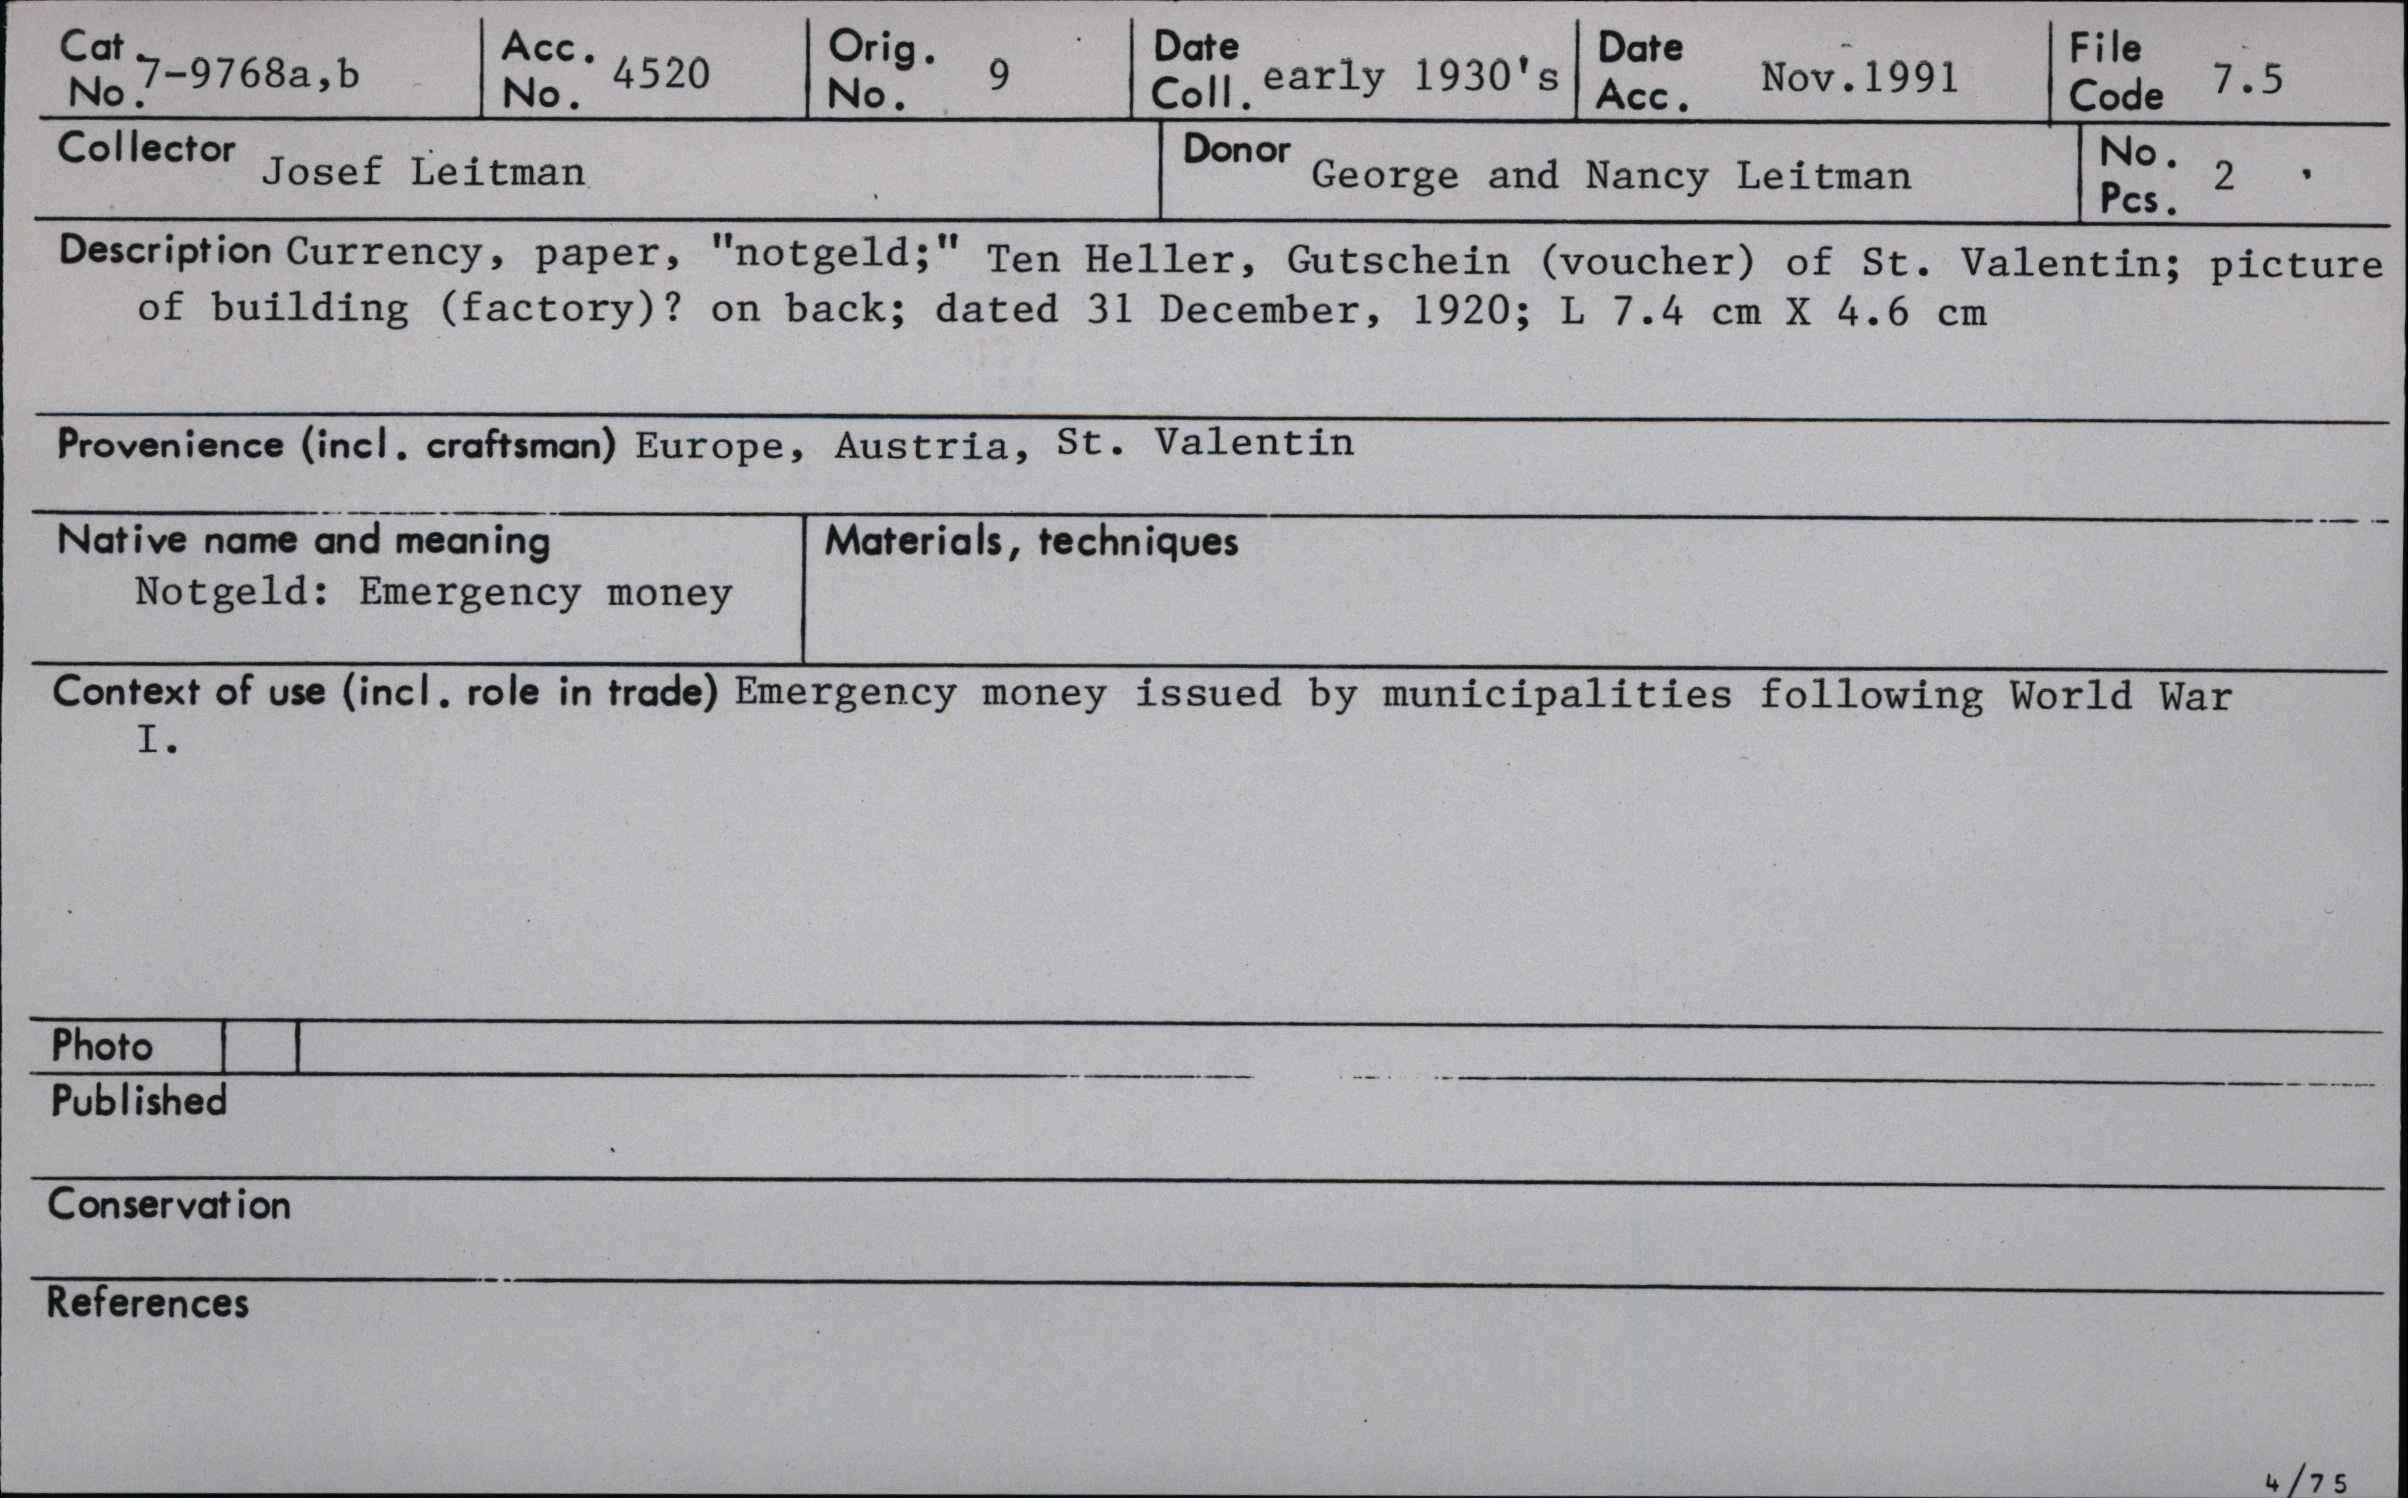 Cat. No. 7-9768a,b
Acc. No. 4520
Orig. No. 9
Date Coll. early 1930's
Date Acc. Nov.1991
File Code 7.5
Collector Josef Leitman
Donor George and Nancy Leitman
No. Pcs. 2
Description Currency, paper, "notgeld;" Ten Heller, Gutschein (voucher) of St. Valentin; picture
of building (factory)? on back; dated 31 December, 1920; L 7.4 cm X 4.6 cm
Provenience (incl. craftsman) Europe, Austria, St. Valentin
Native name and meaning
Notgeld: Emergency money
Materials, techniques
Context of use (incl. role in trade) Emergency money issued by municipalities following World War
I.
Photo
Published
Conservation
References
4/75